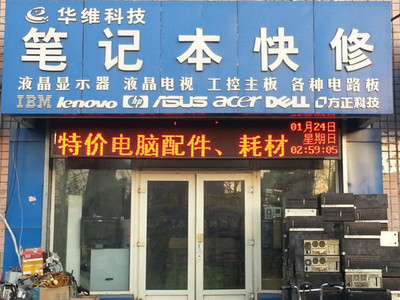 华维科技
笔记本快修
液晶显示器 液晶电视 工控主板 各种电路板
IBM lenovo hp ASUS acer DELL 方正科技
特价电脑配件、耗材
01月24日
星期日
02:59:05